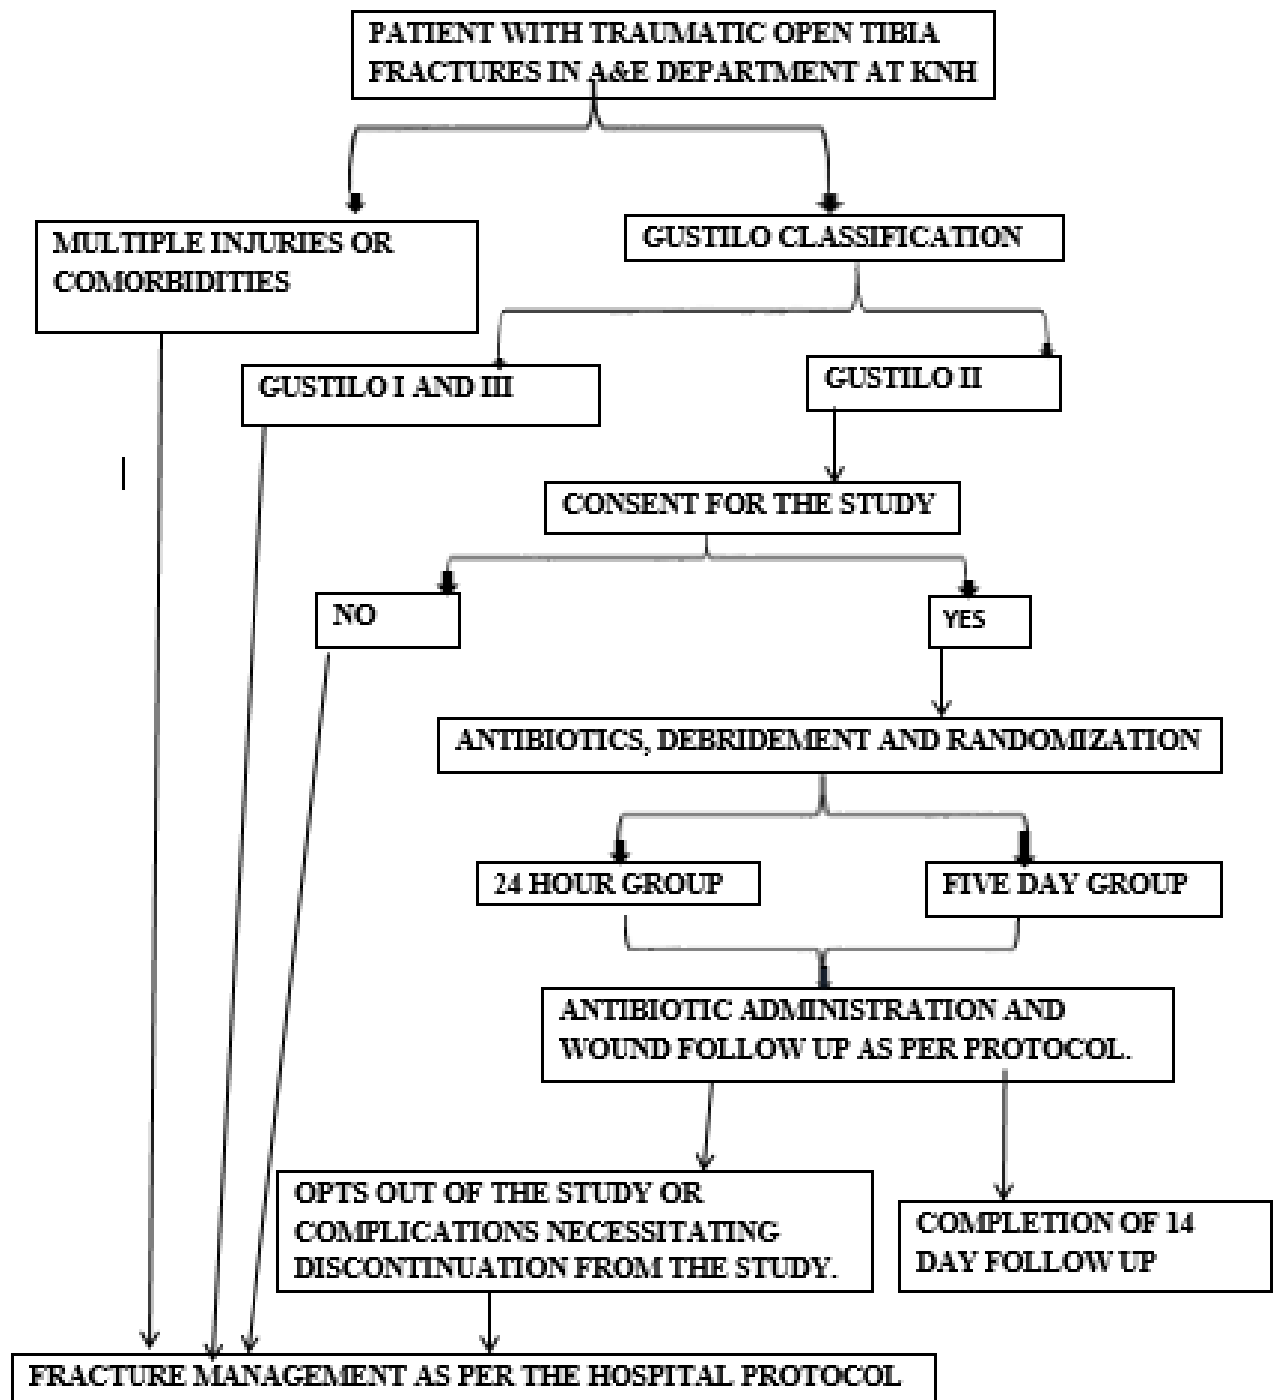 PATIENT WITH TRAUMATIC OPEN TIBIA
FRACTURES IN A&E DEPARTMENT AT KNH
MULTIPLE INJURIES OR
COMORBIDITIES
GUSTILO CLASSIFICATION
GUSTILO I AND III
GUSTILO II
CONSENT FOR THE STUDY
NO
YES
ANTIBIOTICS, DEBRIDEMENT AND RANDOMIZATION
24 HOUR GROUP
FIVE DAY GROUP
ANTIBIOTIC ADMINISTRATION AND
WOUND FOLLOW UP AS PER PROTOCOL.
OPTS OUT OF THE STUDY OR
COMPLICATIONS NECESSITATING
DISCONTINUATION FROM THE STUDY.
COMPLETION OF 14
DAY FOLLOW UP
FRACTURE MANAGEMENT AS PER THE HOSPITAL PROTOCOL